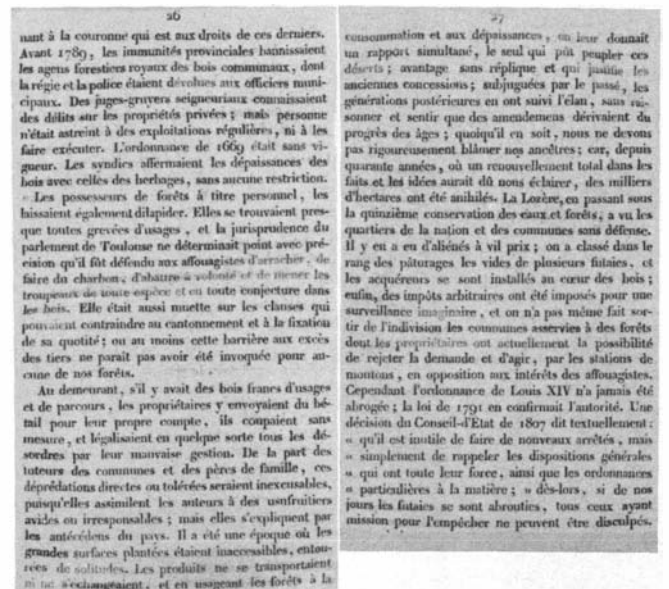 26
nant à la couronne qui est aux droits de ces derniers.
Avant 1789, les immunités provinciales bannissaient
les agens forestiers royaux des bois communaux, dont
la régie et la police étaient dévolues aux officiers muni-
cipaux. Des juges-gruyers seigneuriaux connaissaient
des délits sur les propriétés privées ; mais personne
n'était astreint à des exploitations régulières, ni à les
faire exécuter. L'ordonnance de 1669 était sans vi-
gueur. Les syndics affermaient les dépaissances des
bois avec celles des herbages, sans aucune restriction.
Les possesseurs de forêts à titre personnel, les
laissaient également dilapider. Elles se trouvaient pres-
que toutes grevées d'usages, et la jurisprudence du
parlement de Toulouse ne déterminait point avec pré-
cision qu'il fût défendu aux affouagistes d'arracher, de
faire du charbon, d'abattre à volonté et de mener les
troupeaux de toute espèce et en toute conjecture dans
les bois. Elle était aussi muette sur les clauses qui
pouvaient contraindre au cantonnement et à la fixation
de sa quotité ; ou au moins cette barrière aux excès
des tiers ne parait pas avoir été invoquée pour au-
cune de nos forêts.
Au demeurant, s'il y avait des bois francs d'usages
et de parcours, les propriétaires y envoyaient du bé-
tail pour leur propre compte, ils coupaient sans
mesure, et légalisaient en quelque sorte tous les dé-
sordres par leur mauvaise gestion. De la part des
tuteurs des communes et des pères de famille, ces
déprédations directes ou tolérées seraient inexcusables,
puisqu'elles assimilent les auteurs à des usufruitiers
avides ou irresponsables ; mais elles s'expliquent par
les antécédens du pays. Il a été une époque où les
grandes surfaces plantées étaient inaccessibles, entou-
rées de solitudes. Les produits ne se transportaient
ni ne s'échangeaient, et en usageant les forêts à la
27
consommation et aux dépaissances, on leur donnait
un rapport simultané, le seul qui pût peupler ces
déserts ; avantage sans réplique et qui justifie les
anciennes concessions ; subjuguées par le passé, les
générations postérieures en ont suivi l'élan, sans rai-
sonner et sentir que des amendemens dérivaient du
progrès des âges ; quoiqu'il en soit, nous ne devons
pas rigoureusement blâmer nos ancêtres ; car, depuis
quarante années, où un renouvellement total dans les
faits et les idées aurait dû nous éclairer, des milliers
d'hectares ont été anihilés. La Lozère, en passant sous
la quinzième conservation des eaux et forêts, a vu les
quartiers de la nation et des communes sans défense.
Il y en a eu d'aliénés à vil prix ; on a classé dans le
rang des pâturages les vides de plusieurs futaies, et
les acquéreurs se sont installés au cœur des bois ;
enfin, des impôts arbitraires ont été imposés pour une
surveillance imaginaire, et on n'a pas même fait sor-
tir de l'indivision les communes asservies à des forêts
dont les propriétaires ont actuellement la possibilité
de rejeter la demande et d'agir, par les stations de
moutons, en opposition aux intérêts des affouagistes.
Cependant l'ordonnance de Louis XIV n'a jamais été
abrogée ; la loi de 1791 en confirmait l'autorité. Une
décision du Conseil-d'Etat de 1807 dit textuellement :
« qu'il est inutile de faire de nouveaux arrêtés, mais
« simplement de rappeler les dispositions générales
« qui ont toute leur force, ainsi que les ordonnances
« particulières à la matière ; » dès-lors, si de nos
jours les futaies se sont abrouties, tous ceux ayant
mission pour l'empêcher ne peuvent être disculpés.